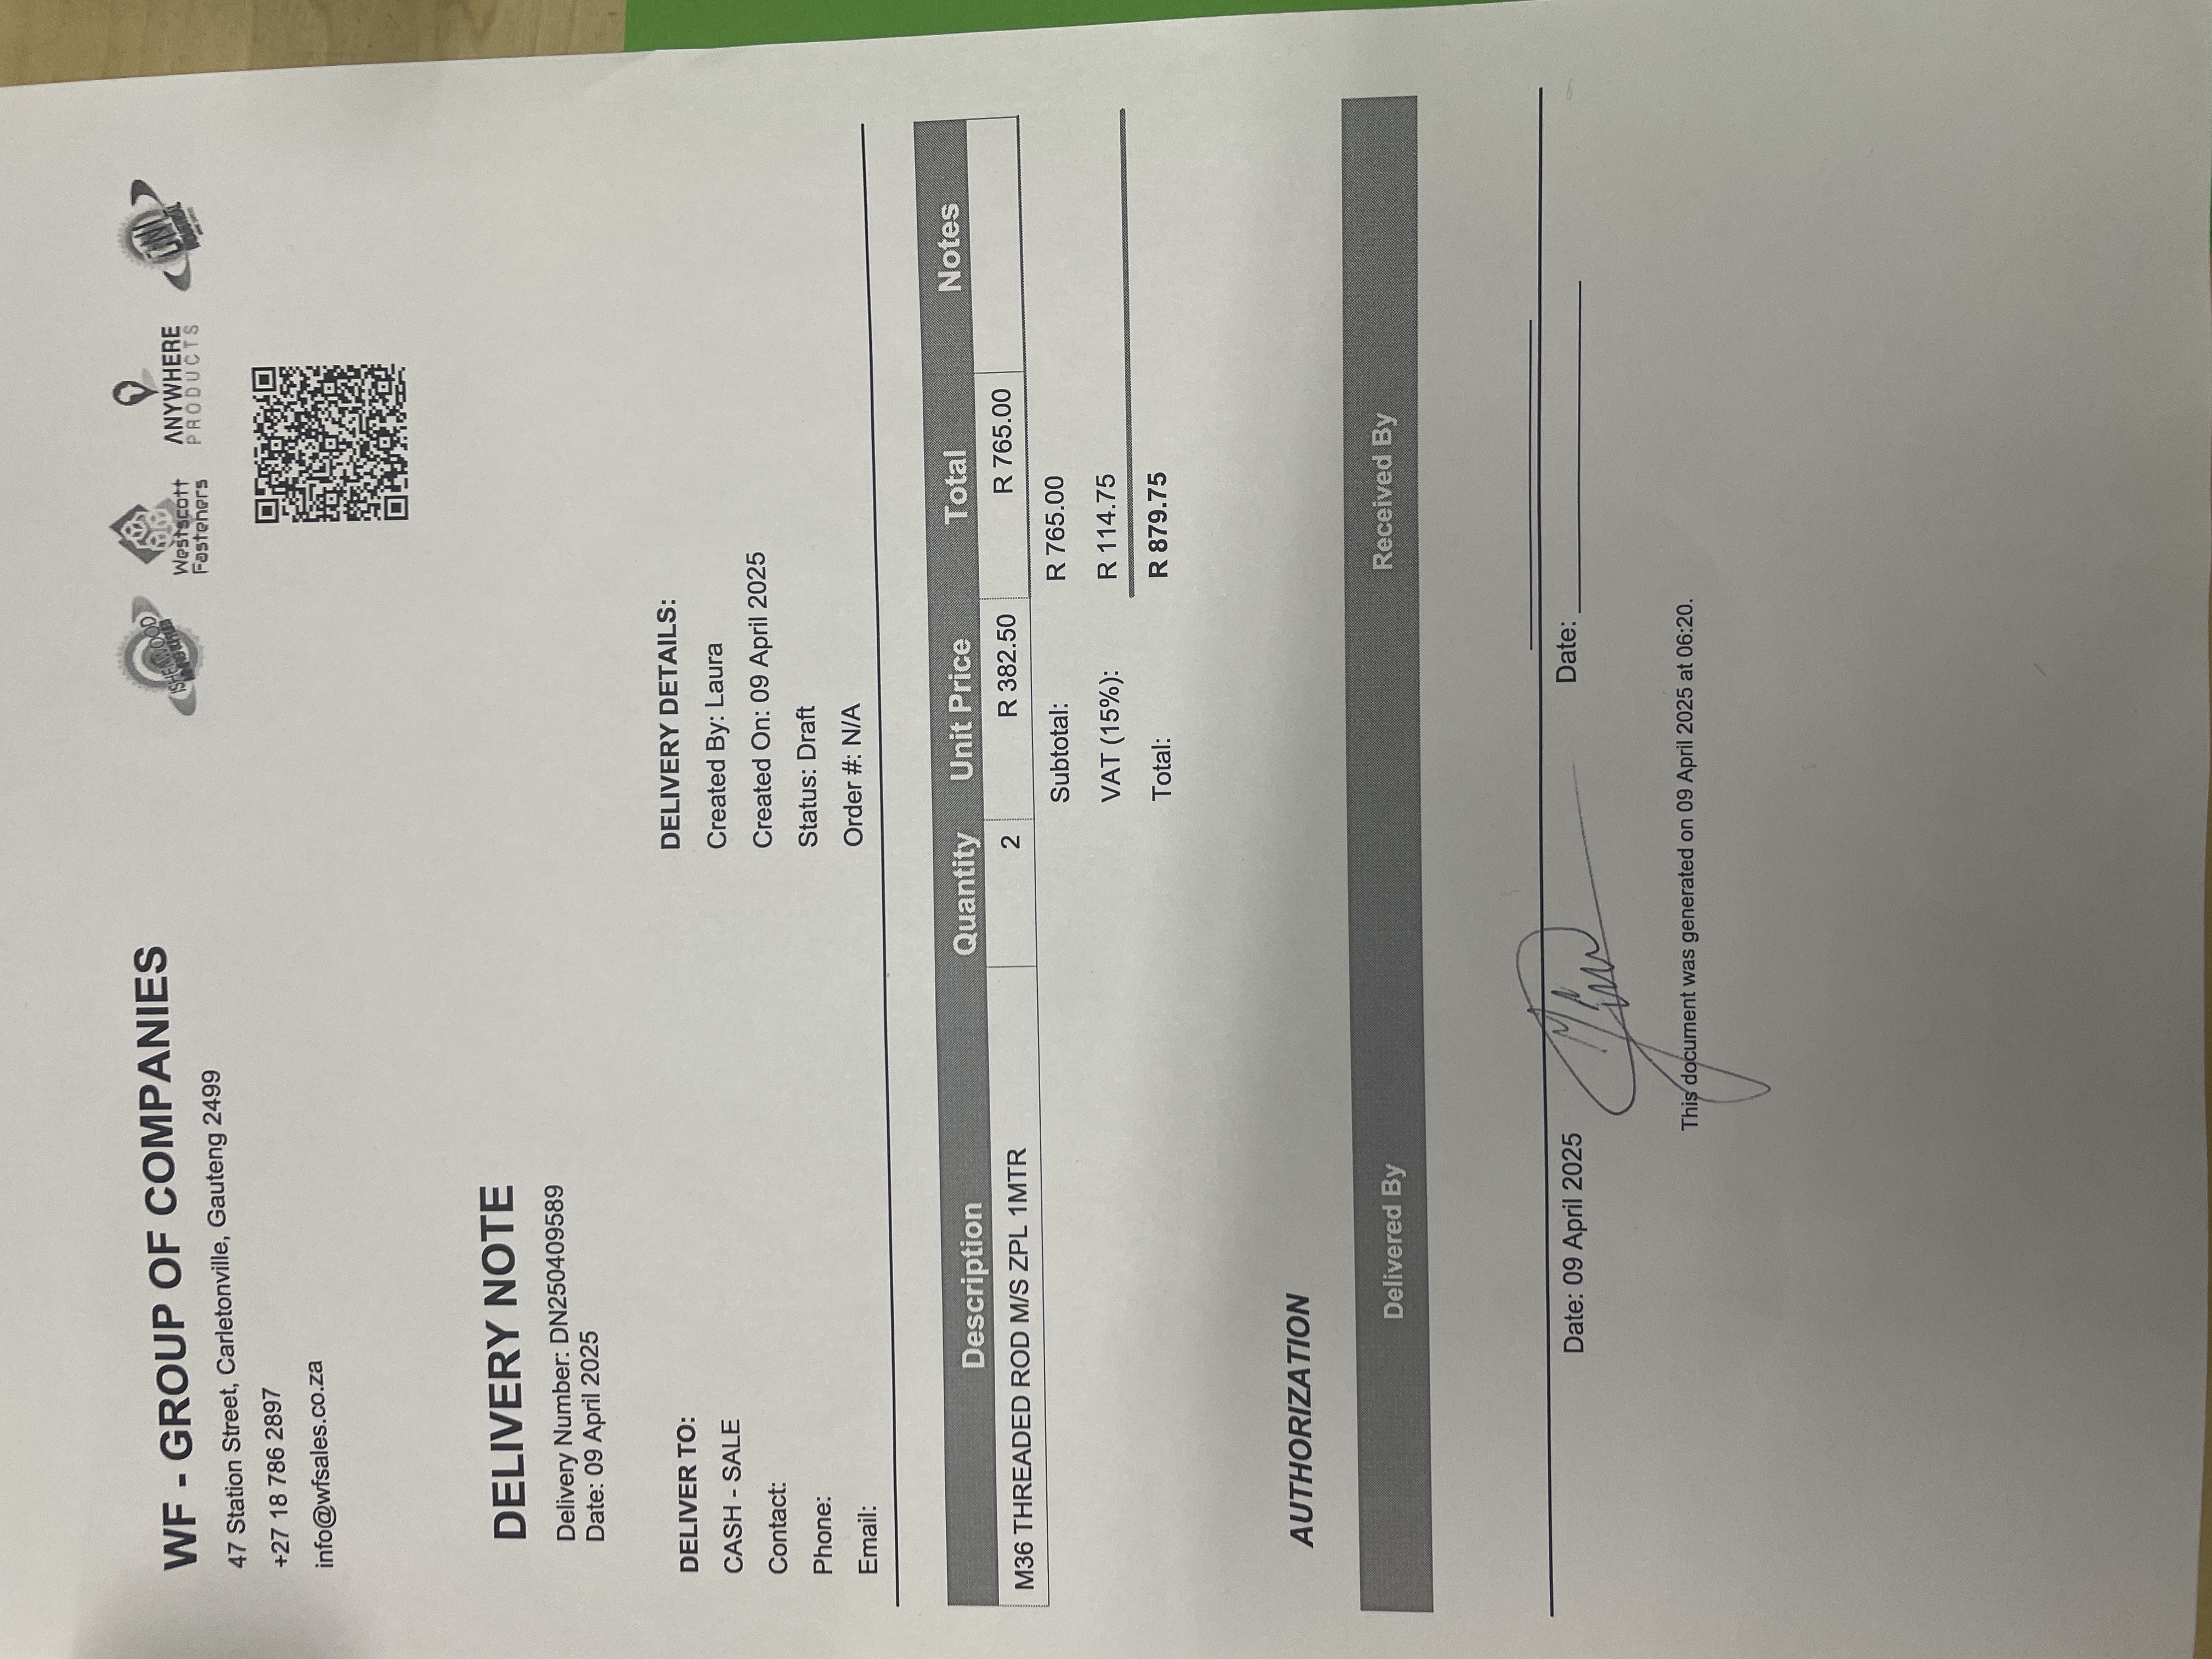 WF - GROUP OF COMPANIES
47 Station Street, Carletonville, Gauteng 2499
+27 18 786 2897
info@wfsales.co.za
ISHERWOOD
Westscott
Fasteners
ANYWHERE
PRODUCTS
UNI
INDUSTRIAL
DELIVERY NOTE
Delivery Number: DN250409589
Date: 09 April 2025
DELIVER TO:
CASH - SALE
Contact:
Phone:
Email:
DELIVERY DETAILS:
Created By: Laura
Created On: 09 April 2025
Status: Draft
Order #: N/A
Description Quantity Unit Price Total Notes
M36 THREADED ROD M/S ZPL 1MTR 2 R 382.50 R 765.00
Subtotal: R 765.00
VAT (15%): R 114.75
Total: R 879.75
AUTHORIZATION
Delivered By Received By
Date: 09 April 2025 Date:
This document was generated on 09 April 2025 at 06:20.